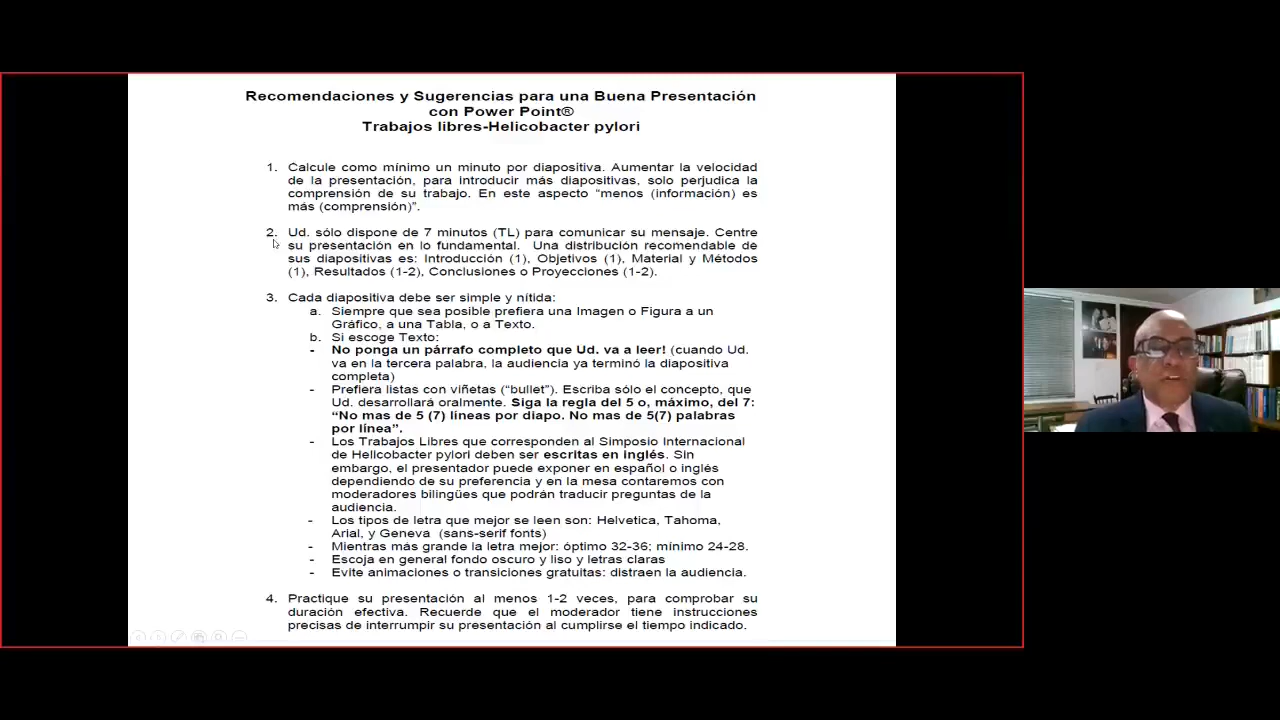 Recomendaciones y Sugerencias para una Buena Presentación
con Power Point®
Trabajos libres-Helicobacter pylori
1. Calcule como mínimo un minuto por diapositiva. Aumentar la velocidad
de la presentación, para introducir más diapositivas, solo perjudica la
comprensión de su trabajo. En este aspecto “menos (información) es
más (comprensión)”.
2. Ud. sólo dispone de 7 minutos (TL) para comunicar su mensaje. Centre
su presentación en lo fundamental. Una distribución recomendable de
sus diapositivas es: Introducción (1), Objetivos (1), Material y Métodos
(1), Resultados (1-2), Conclusiones o Proyecciones (1-2).
3. Cada diapositiva debe ser simple y nítida:
a. Siempre que sea posible prefiera una Imagen o Figura a un
Gráfico, a una Tabla, o a Texto.
b. Si escoge Texto:
- No ponga un párrafo completo que Ud. va a leer! (cuando Ud.
va en la tercera palabra, la audiencia ya terminó la diapositiva
completa)
- Prefiera listas con viñetas (“bullet”). Escriba sólo el concepto, que
Ud. desarrollará oralmente. Siga la regla del 5 o, máximo, del 7:
“No mas de 5 (7) líneas por diapo. No mas de 5(7) palabras
por línea”.
- Los Trabajos Libres que corresponden al Simposio Internacional
de Helicobacter pylori deben ser escritas en inglés. Sin
embargo, el presentador puede exponer en español o inglés
dependiendo de su preferencia y en la mesa contaremos con
moderadores bilingües que podrán traducir preguntas de la
audiencia.
- Los tipos de letra que mejor se leen son: Helvetica, Tahoma,
Arial, y Geneva (sans-serif fonts)
- Mientras más grande la letra mejor: óptimo 32-36; mínimo 24-28.
- Escoja en general fondo oscuro y liso y letras claras
- Evite animaciones o transiciones gratuitas: distraen la audiencia.
4. Practique su presentación al menos 1-2 veces, para comprobar su
duración efectiva. Recuerde que el moderador tiene instrucciones
precisas de interrumpir su presentación al cumplirse el tiempo indicado.